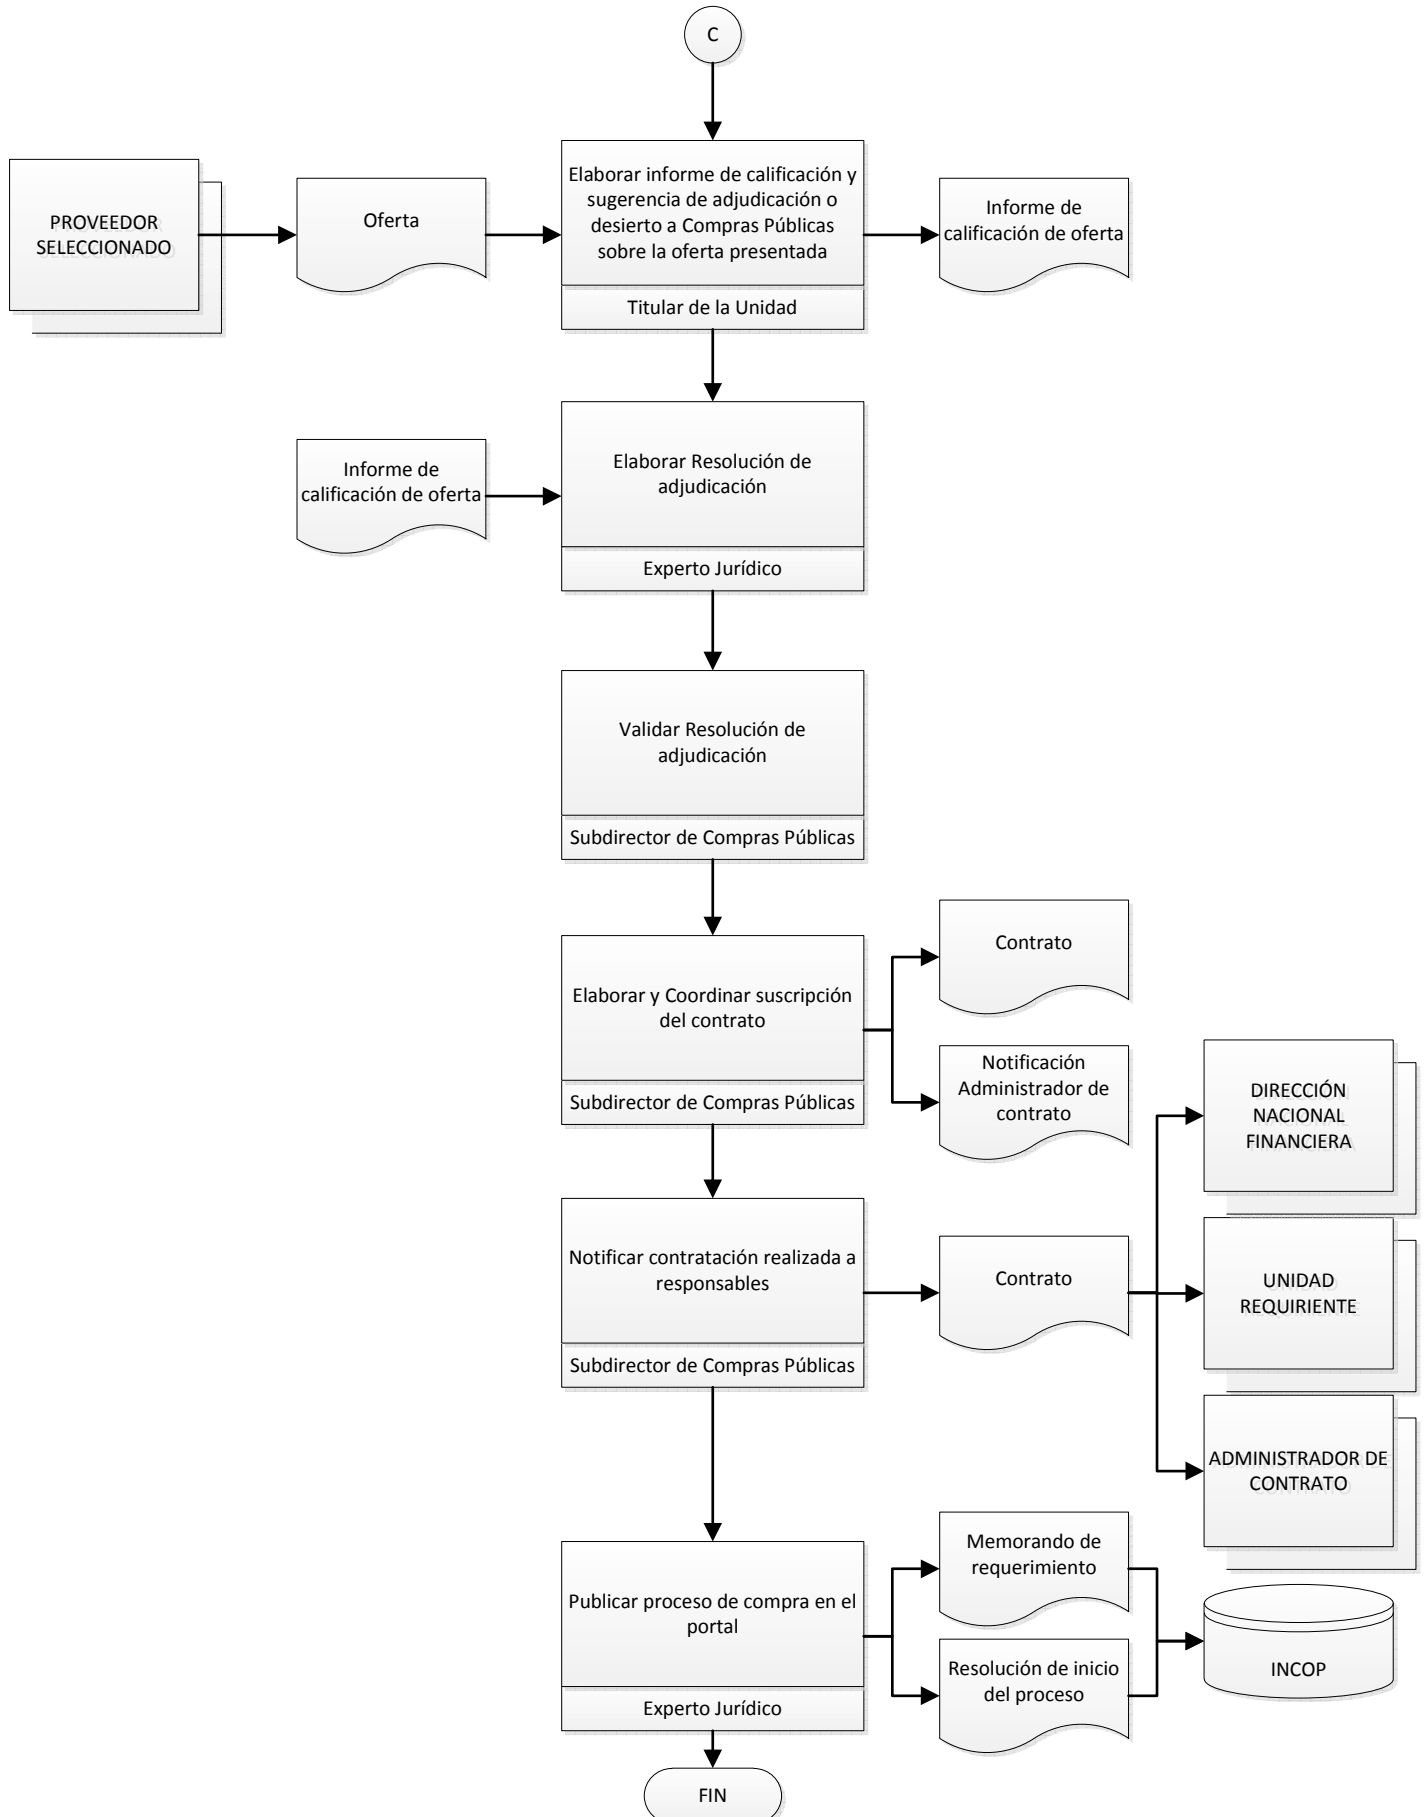 C
PROVEEDOR
SELECCIONADO
Oferta
Elaborar informe de calificación y
sugerencia de adjudicación o
desierto a Compras Públicas
sobre la oferta presentada
Titular de la Unidad
Informe de
calificación de oferta
Informe de
calificación de oferta
Elaborar Resolución de
adjudicación
Experto Jurídico
Validar Resolución de
adjudicación
Subdirector de Compras Públicas
Elaborar y Coordinar suscripción
del contrato
Subdirector de Compras Públicas
Contrato
Notificación
Administrador de
contrato
Notificar contratación realizada a
responsables
Subdirector de Compras Públicas
Contrato
DIRECCIÓN
NACIONAL
FINANCIERA
UNIDAD
REQUIRIENTE
ADMINISTRADOR DE
CONTRATO
Publicar proceso de compra en el
portal
Experto Jurídico
Memorando de
requerimiento
Resolución de inicio
del proceso
INCOP
FIN